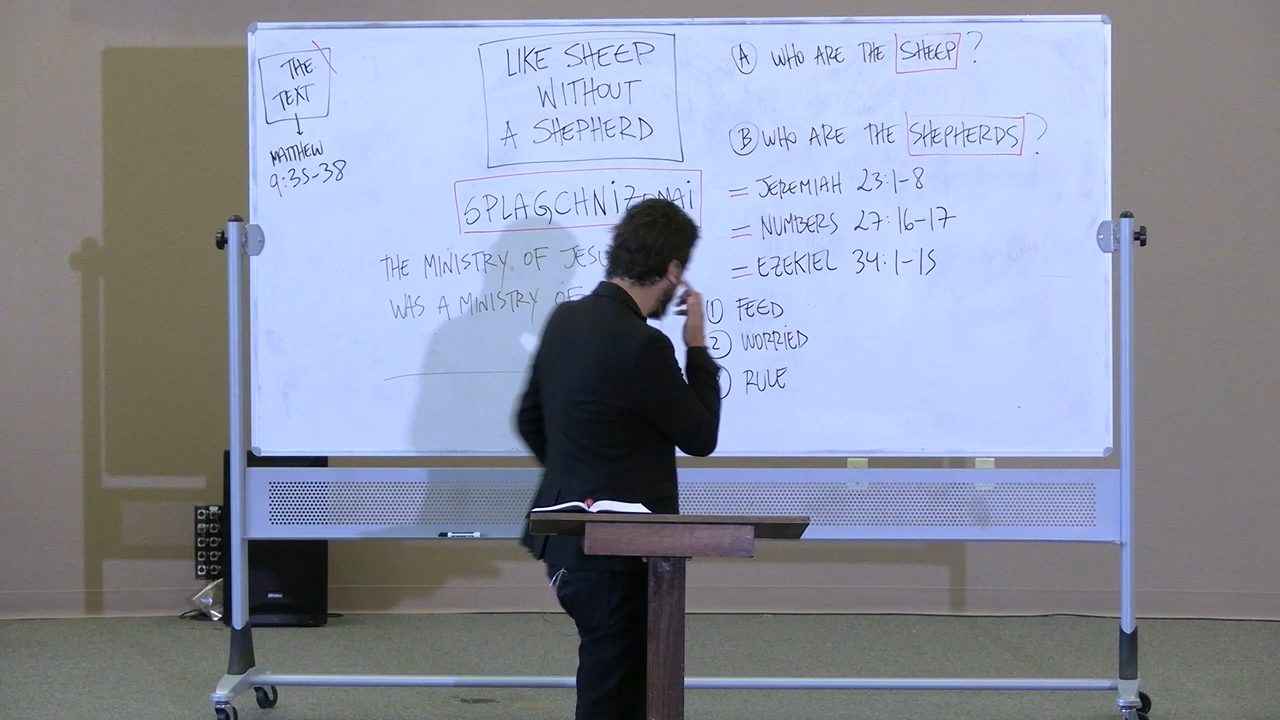 THE
TEXT
MATTHEW
9:35-38
LIKE SHEEP
WITHOUT
A SHEPHERD
SPLAGCHNiZomAi
THE MINISTRY OF JESU
WAS A MINISTRY OF
A WHO ARE THE SHEEP?
B WHO ARE THE SHEPHERDS?
= JEREMIAH 23:1-8
= NUMBERS 27:16-17
= EZEKIEL 34:1-15
1 FEED
2 WORRIED
RULE